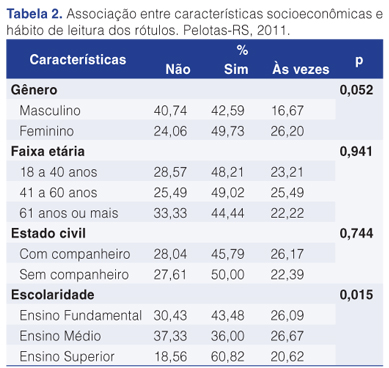 Tabela 2. Associação entre características socioeconômicas e
hábito de leitura dos rótulos. Pelotas-RS, 2011.
Características % p
Não Sim Às vezes
Gênero 0,052
Masculino 40,74 42,59 16,67
Feminino 24,06 49,73 26,20
Faixa etária 0,941
18 a 40 anos 28,57 48,21 23,21
41 a 60 anos 25,49 49,02 25,49
61 anos ou mais 33,33 44,44 22,22
Estado civil 0,744
Com companheiro 28,04 45,79 26,17
Sem companheiro 27,61 50,00 22,39
Escolaridade 0,015
Ensino Fundamental 30,43 43,48 26,09
Ensino Médio 37,33 36,00 26,67
Ensino Superior 18,56 60,82 20,62